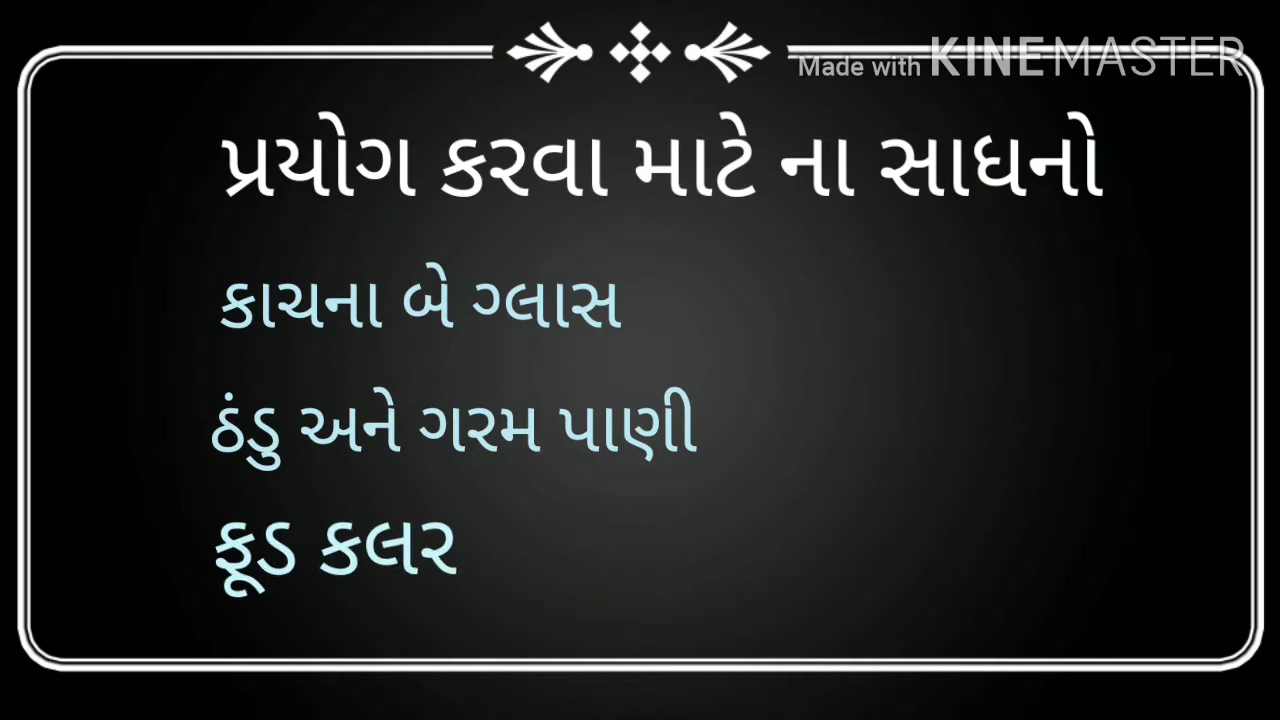 Made with KINEMASTER
પ્રયોગ કરવા માટે ના સાધનો
કાચના બે ગ્લાસ
ઠંડુ અને ગરમ પાણી
ફૂડ કલર